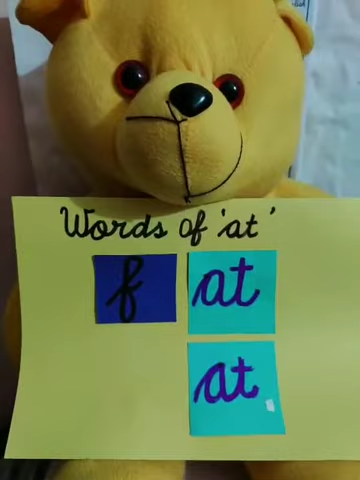 Words of 'at'
f at
at